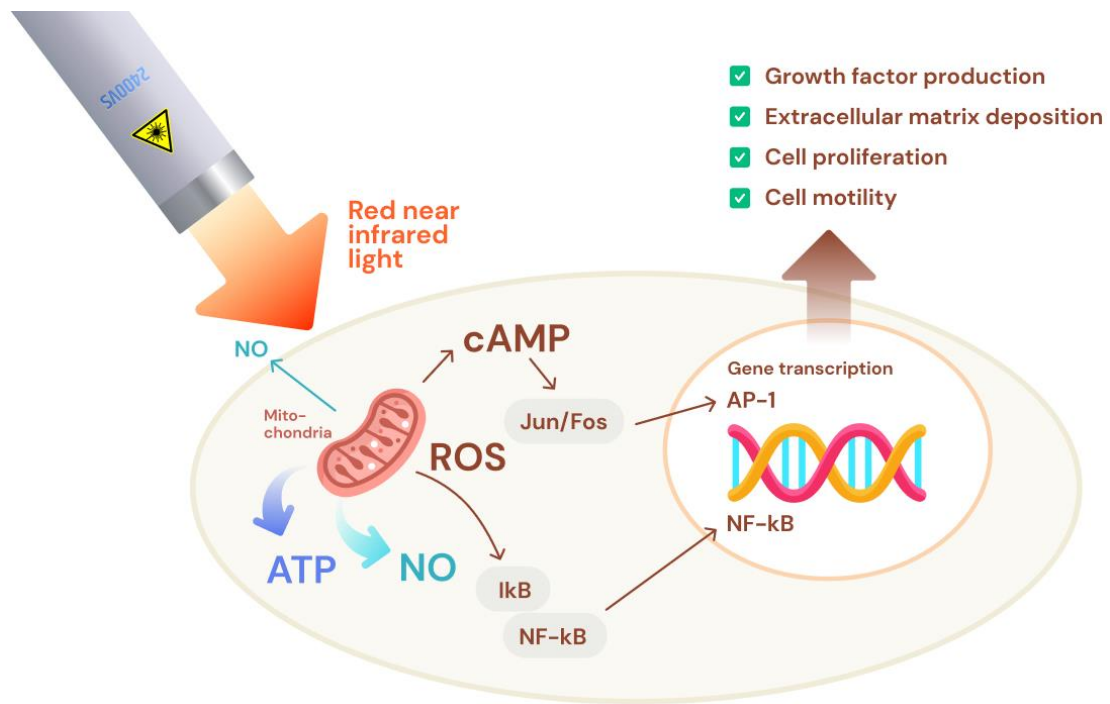 2400VS
Growth factor production
Extracellular matrix deposition
Cell proliferation
Cell motility
Red near
infrared
light
NO
cAMP
Mito-
chondria
Jun/Fos
Gene transcription
AP-1
ROS
NF-kB
ATP
NO
IkB
NF-kB